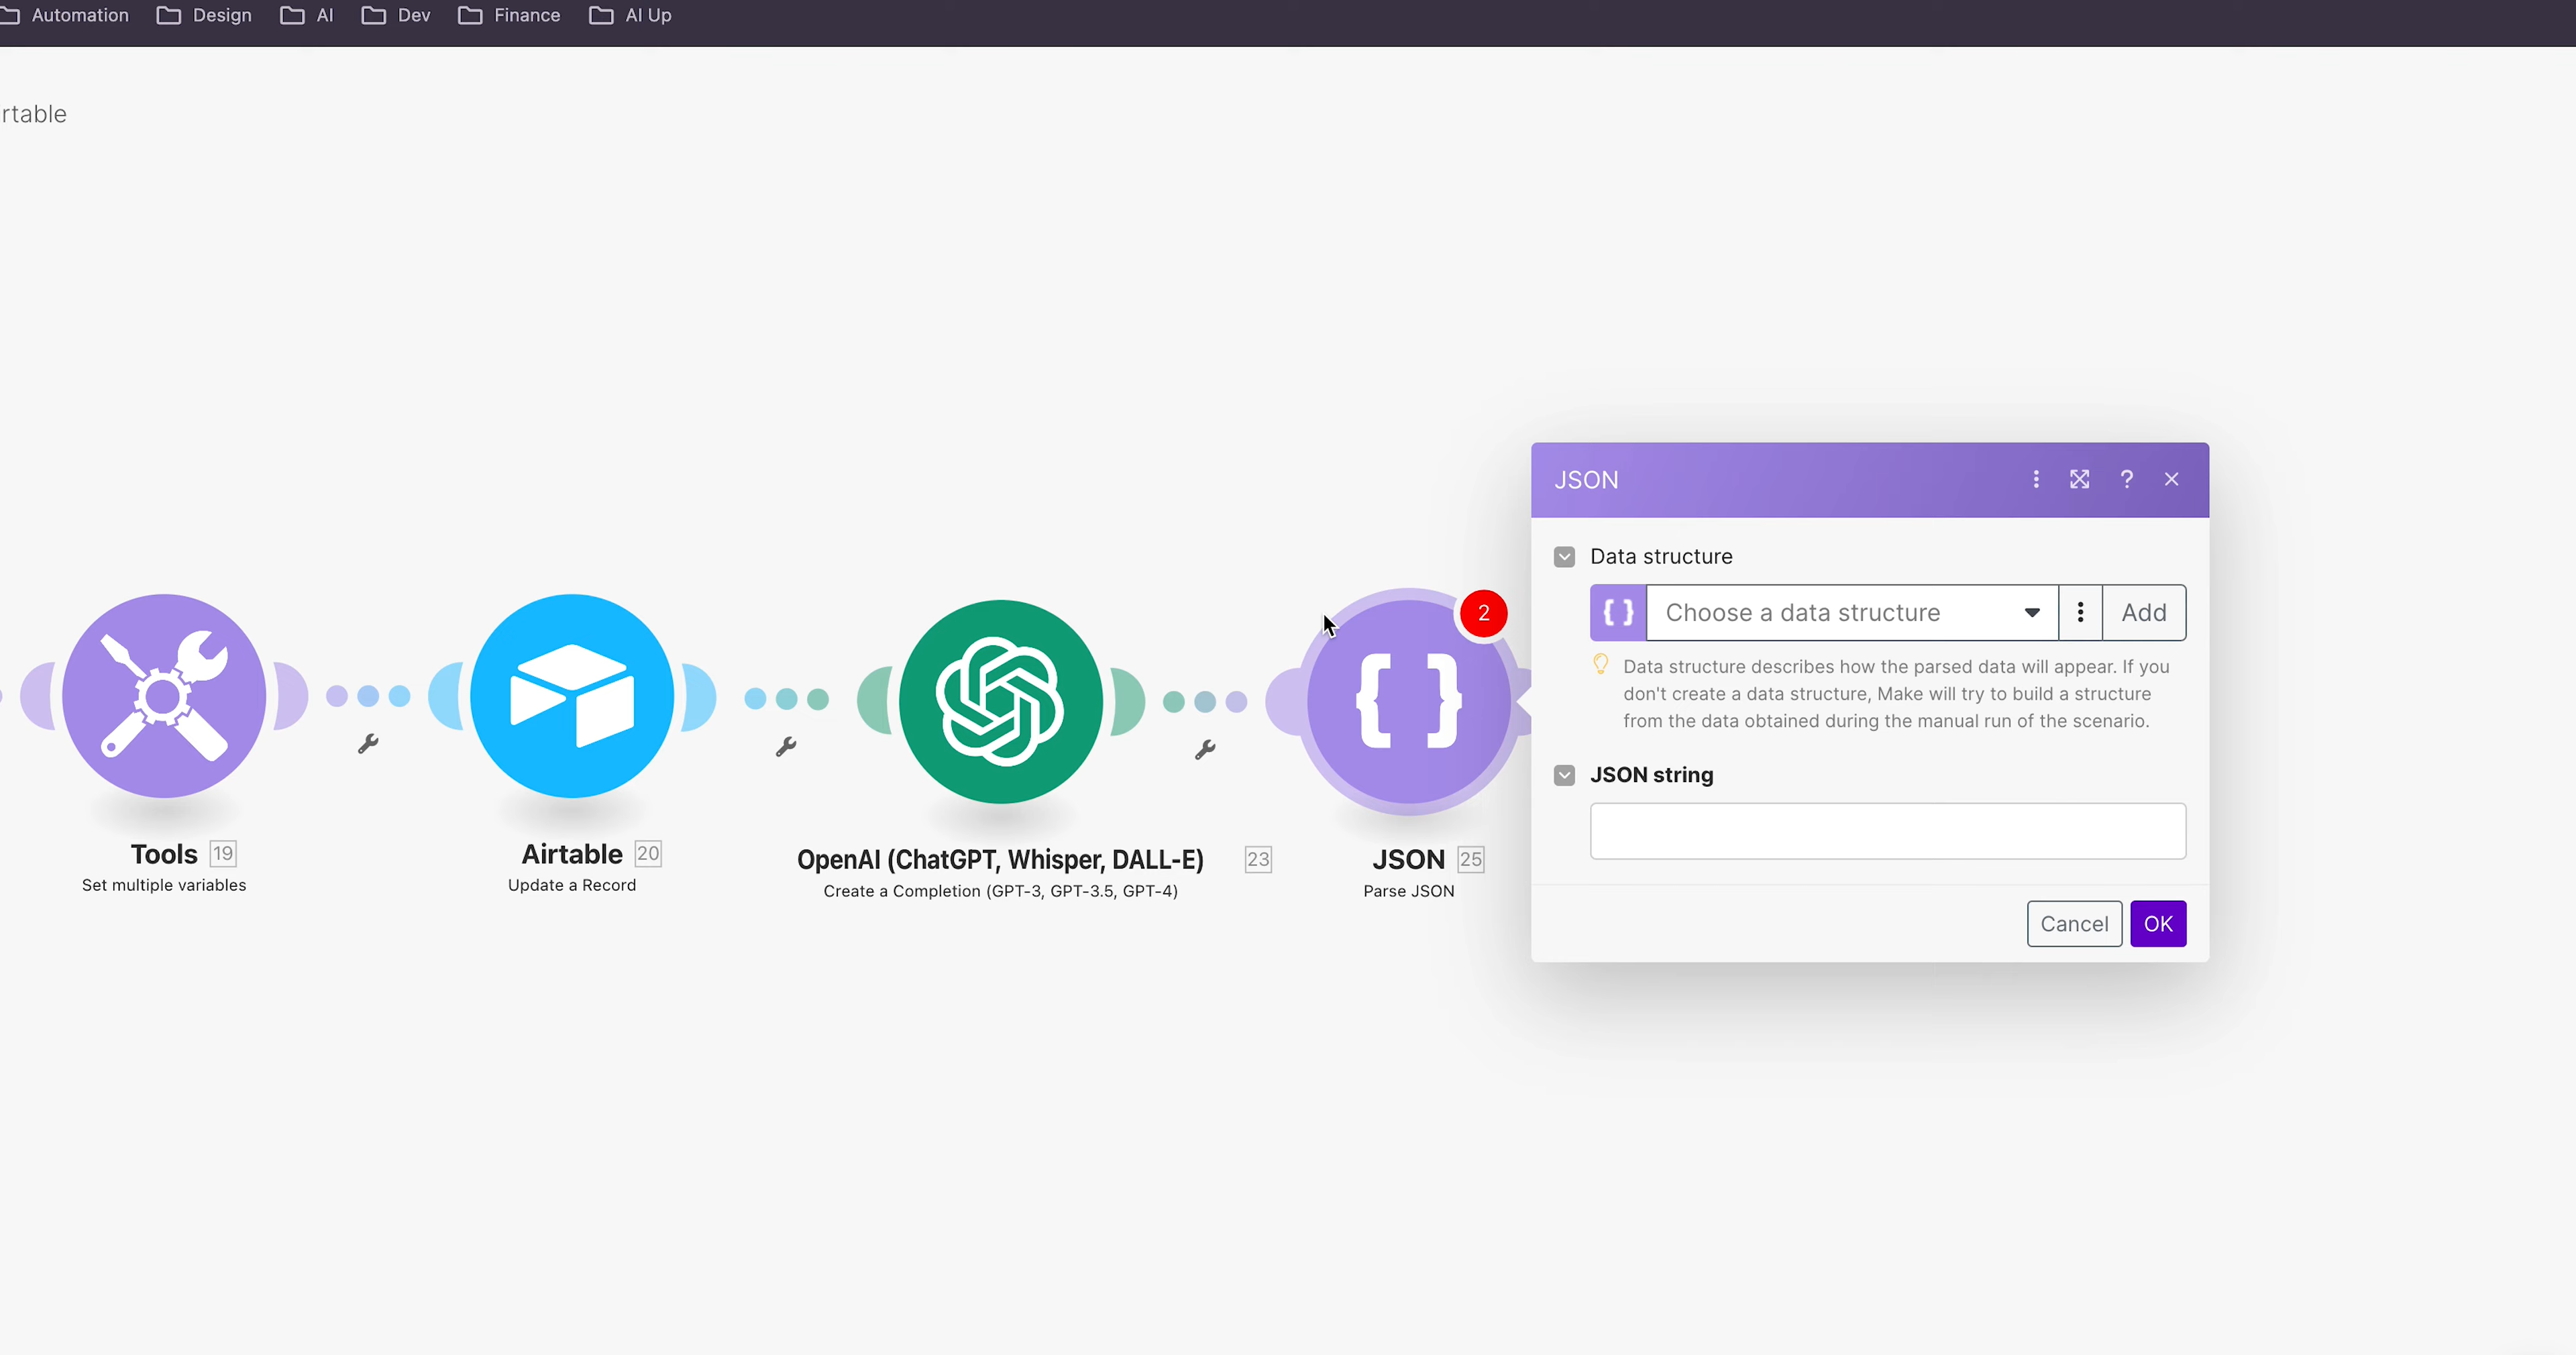 Automation Design AI Dev Finance AI Up
rtable
JSON
Data structure
Choose a data structure
Add
Data structure describes how the parsed data will appear. If you
don't create a data structure, Make will try to build a structure
from the data obtained during the manual run of the scenario.
JSON string
Cancel OK
2
Tools 19
Set multiple variables
Airtable 20
Update a Record
OpenAI (ChatGPT, Whisper, DALL-E) 23
Create a Completion (GPT-3, GPT-3.5, GPT-4)
JSON 25
Parse JSON